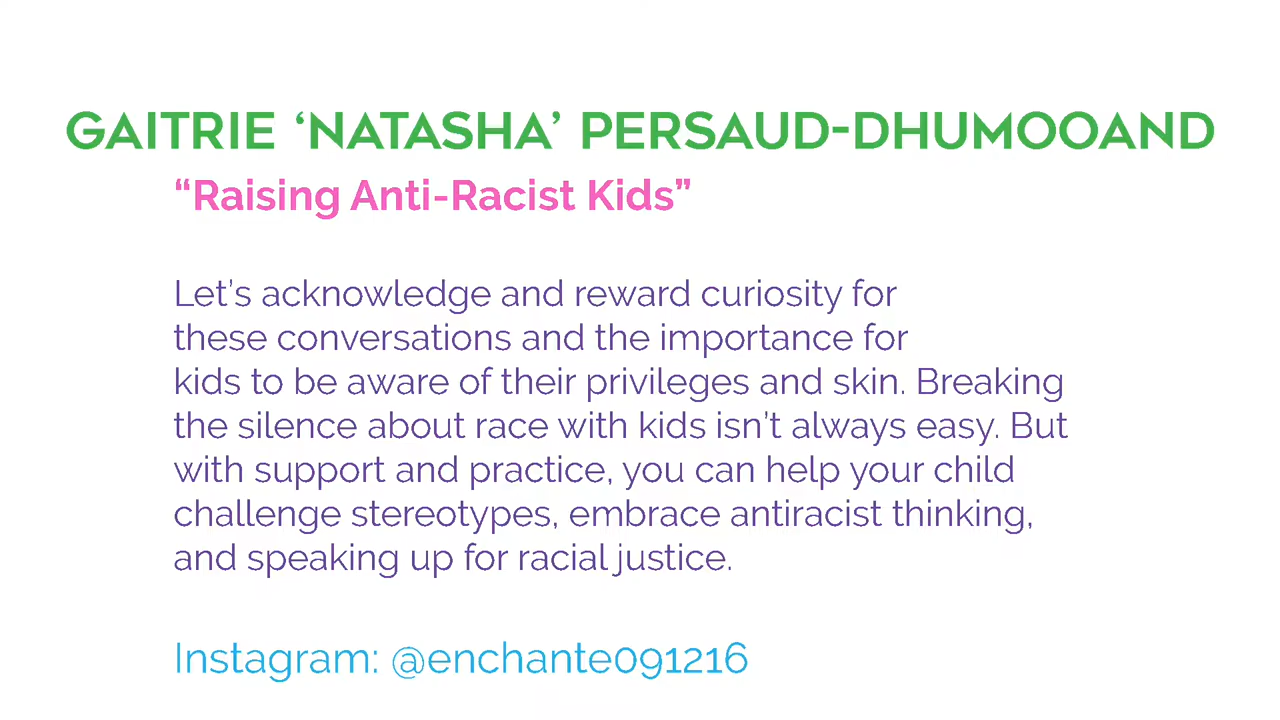 GAITRIE ‘NATASHA’ PERSAUD-DHUMOOAND
“Raising Anti-Racist Kids”
Let’s acknowledge and reward curiosity for
these conversations and the importance for
kids to be aware of their privileges and skin. Breaking
the silence about race with kids isn’t always easy. But
with support and practice, you can help your child
challenge stereotypes, embrace antiracist thinking,
and speaking up for racial justice.
Instagram: @enchante091216